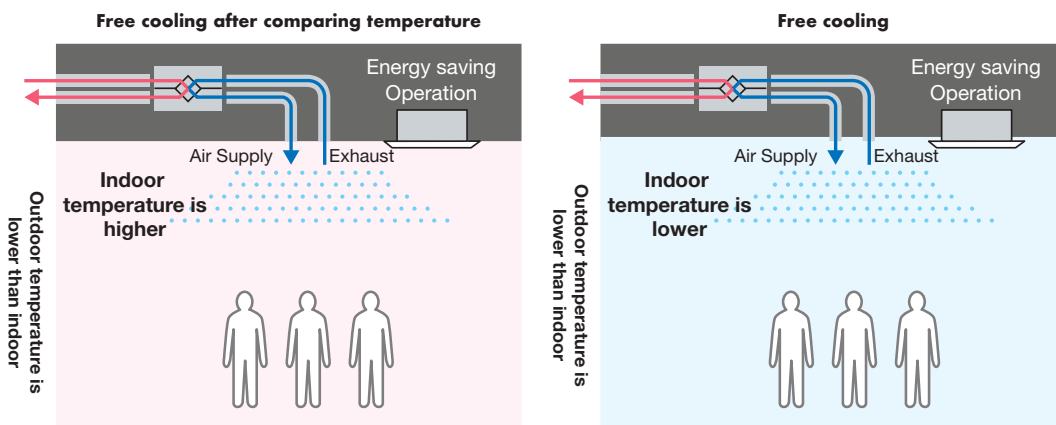 Free cooling after comparing temperature
Energy saving
Operation
Air Supply
Exhaust
Indoor
temperature is
higher
Outdoor temperature is
lower than indoor
Free cooling
Energy saving
Operation
Air Supply
Exhaust
Indoor
temperature is
lower
Outdoor temperature is
lower than indoor